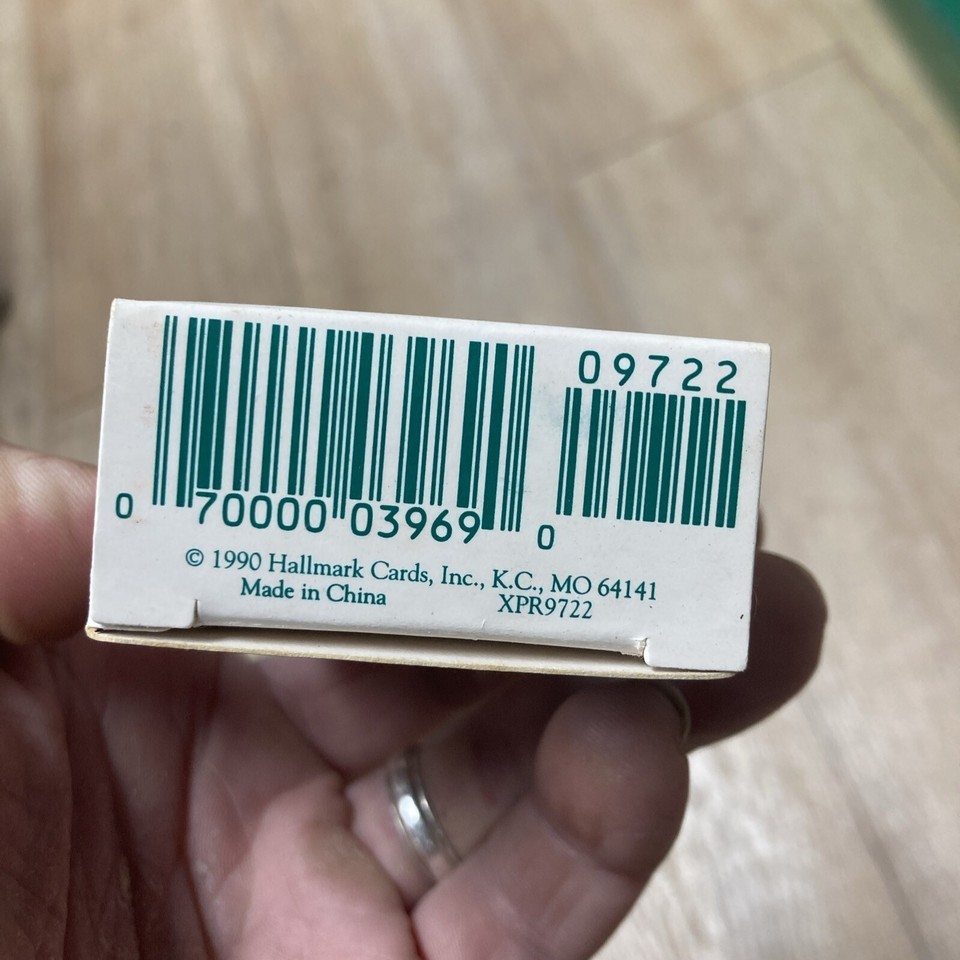 09722
0 70000 03969 0
© 1990 Hallmark Cards, Inc., K.C., MO 64141
Made in China XPR9722